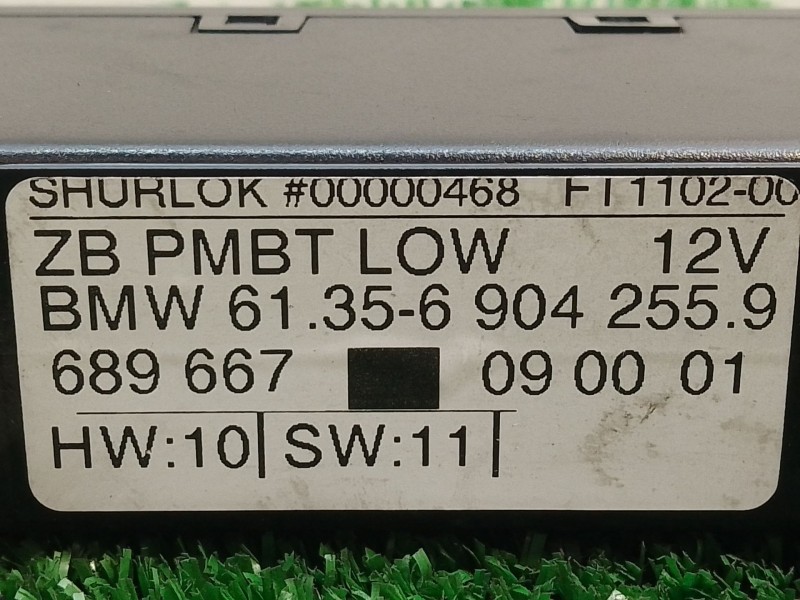 SHURLOK #00000468 FT1102-00
ZB PMBT LOW 12V
BMW 61.35-6 904 255.9
689 667 09 00 01
HW:10 SW:11